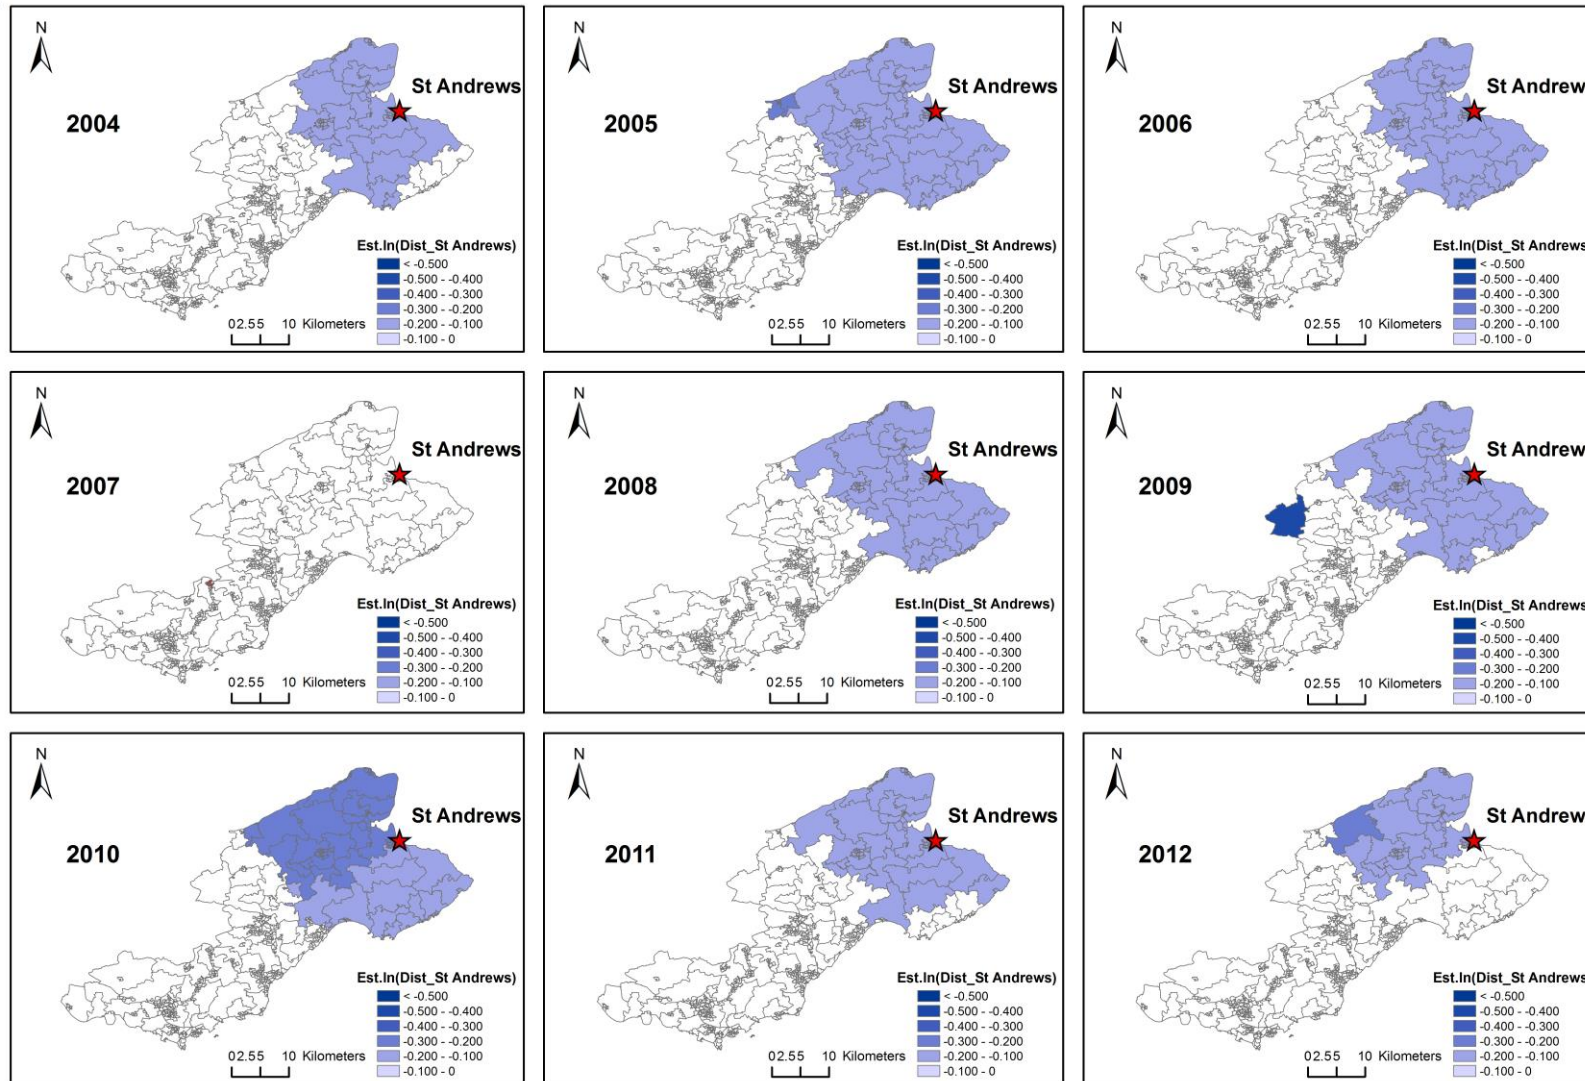 N
St Andrews
2004
Est.ln(Dist_St Andrews)
< -0.500
-0.500 - -0.400
-0.400 - -0.300
-0.300 - -0.200
-0.200 - -0.100
-0.100 - 0
02.55 10 Kilometers
N
St Andrews
2005
Est.ln(Dist_St Andrews)
< -0.500
-0.500 - -0.400
-0.400 - -0.300
-0.300 - -0.200
-0.200 - -0.100
-0.100 - 0
02.55 10 Kilometers
N
St Andrew
2006
Est.ln(Dist_St Andrews)
< -0.500
-0.500 - -0.400
-0.400 - -0.300
-0.300 - -0.200
-0.200 - -0.100
-0.100 - 0
02.55 10 Kilometers
N
St Andrews
2007
Est.ln(Dist_St Andrews)
< -0.500
-0.500 - -0.400
-0.400 - -0.300
-0.300 - -0.200
-0.200 - -0.100
-0.100 - 0
02.55 10 Kilometers
N
St Andrews
2008
Est.ln(Dist_St Andrews)
< -0.500
-0.500 - -0.400
-0.400 - -0.300
-0.300 - -0.200
-0.200 - -0.100
-0.100 - 0
02.55 10 Kilometers
N
St Andrew
2009
Est.ln(Dist_St Andrews)
< -0.500
-0.500 - -0.400
-0.400 - -0.300
-0.300 - -0.200
-0.200 - -0.100
-0.100 - 0
02.55 10 Kilometers
N
St Andrews
2010
Est.ln(Dist_St Andrews)
< -0.500
-0.500 - -0.400
-0.400 - -0.300
-0.300 - -0.200
-0.200 - -0.100
-0.100 - 0
02.55 10 Kilometers
N
St Andrews
2011
Est.ln(Dist_St Andrews)
< -0.500
-0.500 - -0.400
-0.400 - -0.300
-0.300 - -0.200
-0.200 - -0.100
-0.100 - 0
02.55 10 Kilometers
N
St Andrew
2012
Est.ln(Dist_St Andrews)
< -0.500
-0.500 - -0.400
-0.400 - -0.300
-0.300 - -0.200
-0.200 - -0.100
-0.100 - 0
02.55 10 Kilometers